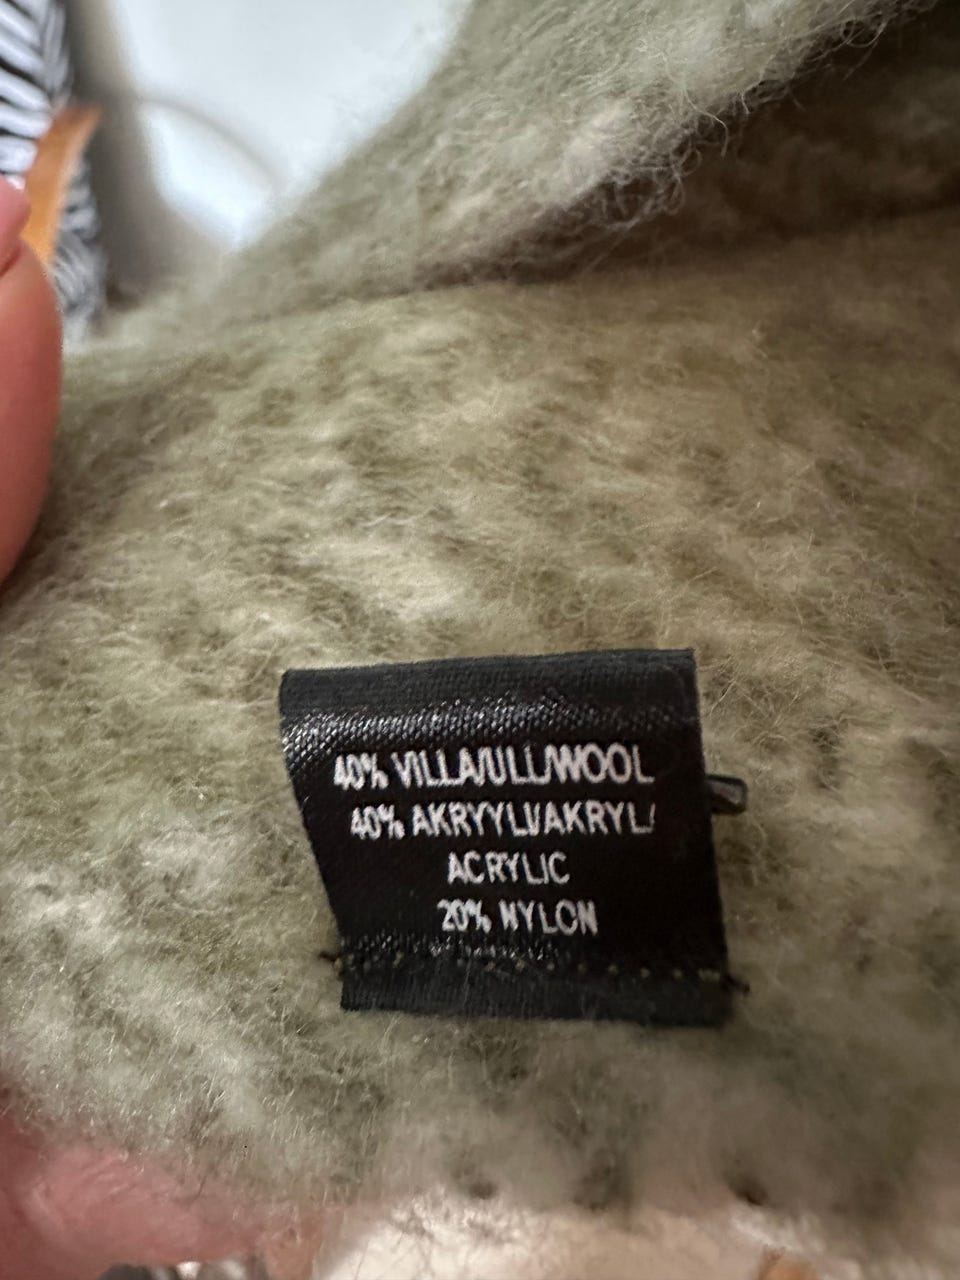 40% VILLA/ULL/WOOL
40% AKRYYLI/AKRYL/
ACRYLIC
20% NYLON